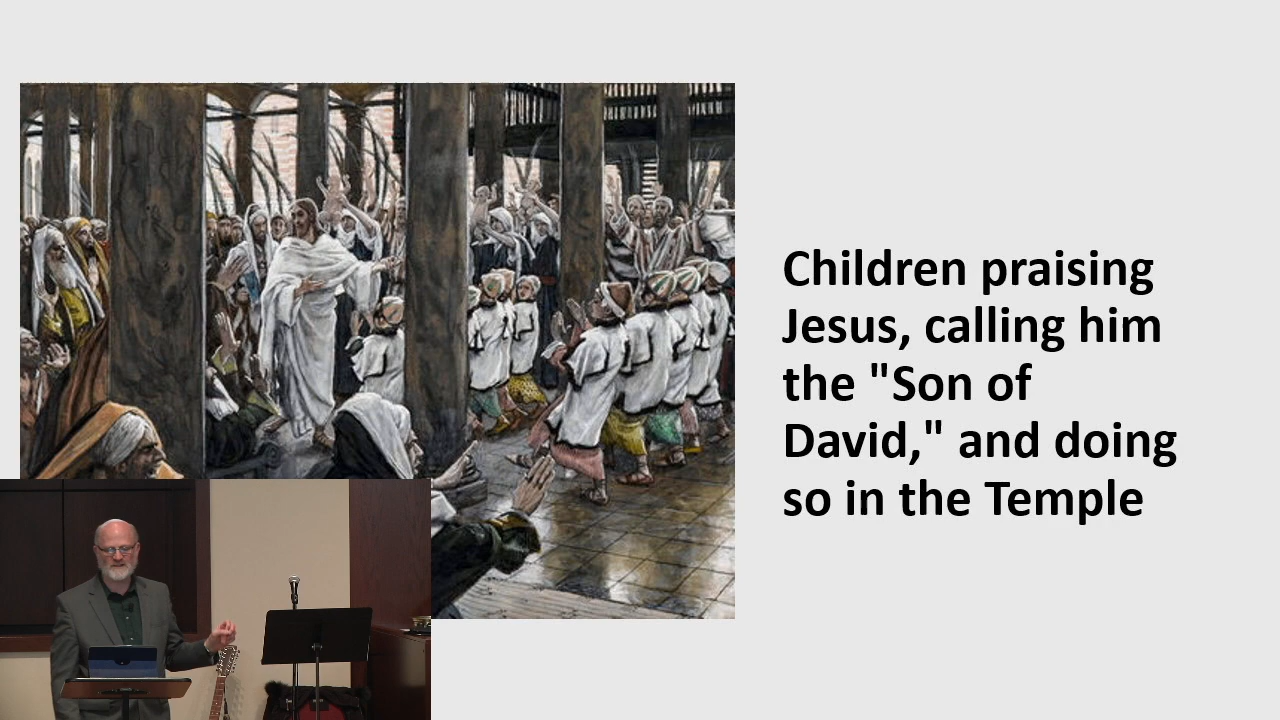 Children praising
Jesus, calling him
the "Son of
David," and doing
so in the Temple